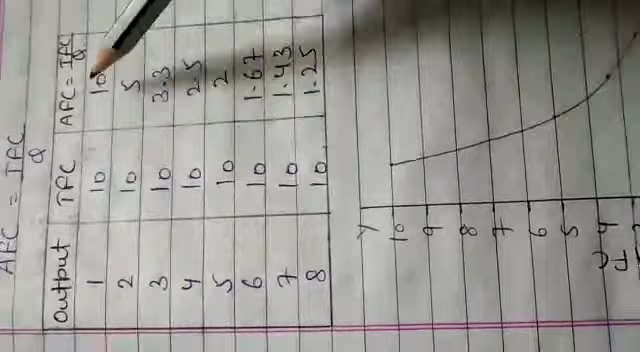 AFC = TFC
Q
Output TFC AFC = TFC
Q
1 10 10
2 10 5
3 10 3.3
4 10 2.5
5 10 2
6 10 1.67
7 10 1.43
8 10 1.25
Y
10
9
8
7
6
5
4